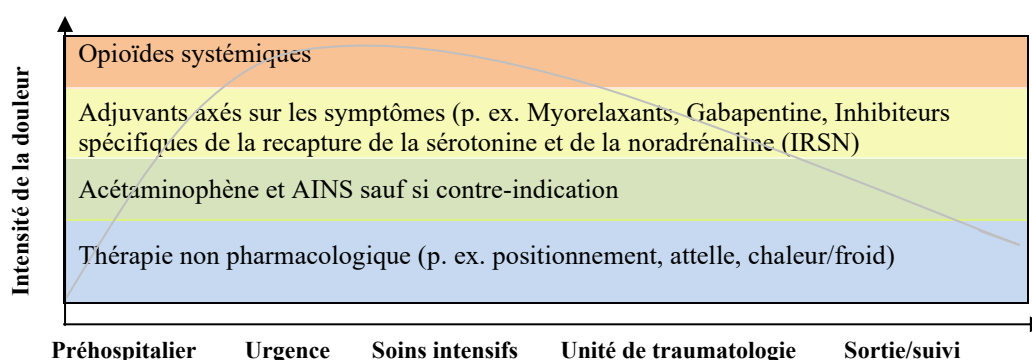 Intensité de la douleur
Opioïdes systémiques
Adjuvants axés sur les symptômes (p. ex. Myorelaxants, Gabapentine, Inhibiteurs
spécifiques de la recapture de la sérotonine et de la noradrénaline (IRSN)
Acétaminophène et AINS sauf si contre-indication
Thérapie non pharmacologique (p. ex. positionnement, attelle, chaleur/froid)
Préhospitalier Urgence Soins intensifs Unité de traumatologie Sortie/suivi